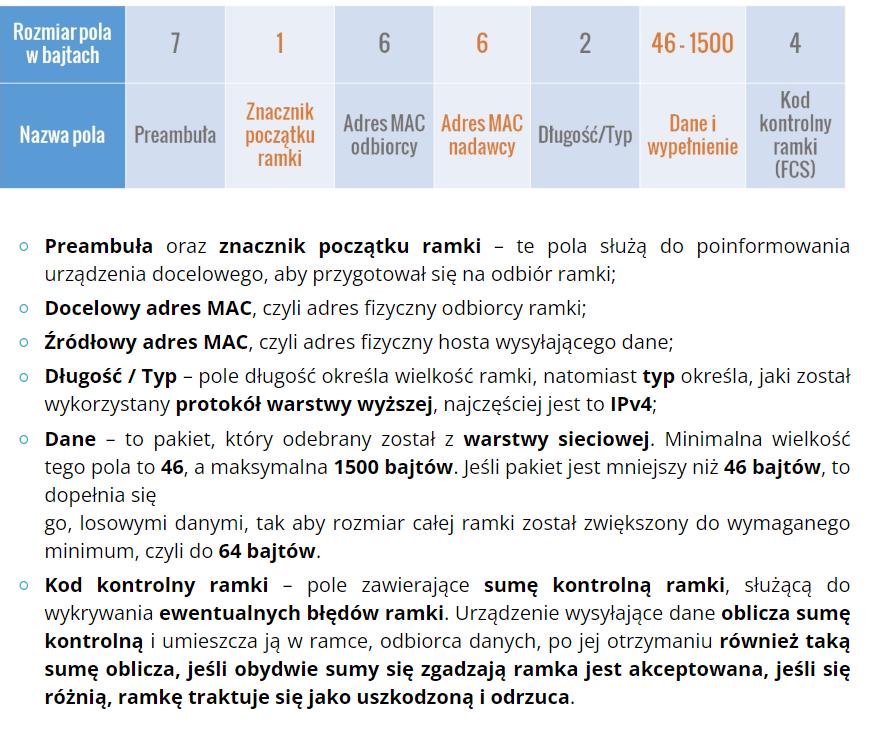 Rozmiar pola w bajtach 7 1 6 6 2 46 - 1500 4
Nazwa pola Preambuła Znacznik początku ramki Adres MAC odbiorcy Adres MAC nadawcy Długość/Typ Dane i wypełnienie Kod kontrolny ramki (FCS)
Preambuła oraz znacznik początku ramki – te pola służą do poinformowania
urządzenia docelowego, aby przygotował się na odbiór ramki;
Docelowy adres MAC, czyli adres fizyczny odbiorcy ramki;
Źródłowy adres MAC, czyli adres fizyczny hosta wysyłającego dane;
Długość / Typ – pole długość określa wielkość ramki, natomiast typ określa, jaki został
wykorzystany protokół warstwy wyższej, najczęściej jest to IPv4;
Dane – to pakiet, który odebrany został z warstwy sieciowej. Minimalna wielkość
tego pola to 46, a maksymalna 1500 bajtów. Jeśli pakiet jest mniejszy niż 46 bajtów, to
dopełnia się
go, losowymi danymi, tak aby rozmiar całej ramki został zwiększony do wymaganego
minimum, czyli do 64 bajtów.
Kod kontrolny ramki – pole zawierające sumę kontrolną ramki, służącą do
wykrywania ewentualnych błędów ramki. Urządzenie wysyłające dane oblicza sumę
kontrolną i umieszcza ją w ramce, odbiorca danych, po jej otrzymaniu również taką
sumę oblicza, jeśli obydwie sumy się zgadzają ramka jest akceptowana, jeśli się
różnią, ramkę traktuje się jako uszkodzoną i odrzuca.